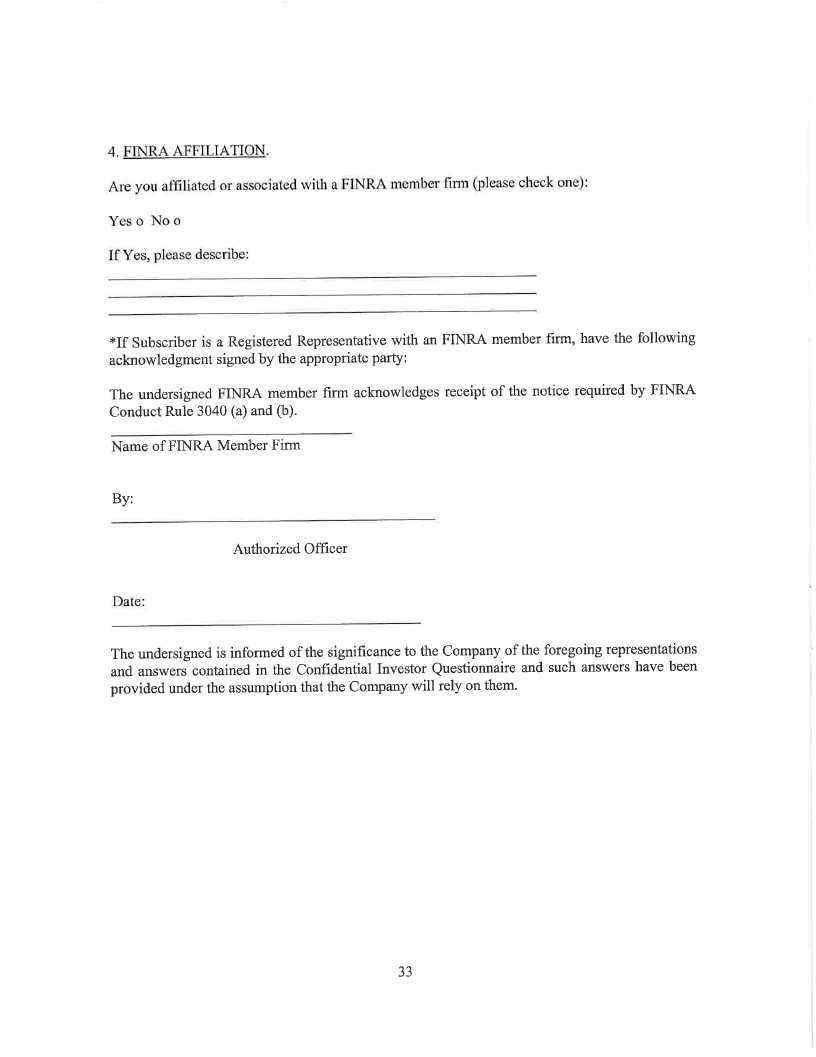 4. FINRA AFFILIATION.
Are you affiliated or associated with a FINRA member firm (please check one):
Yes o No o
If Yes, please describe:
*If Subscriber is a Registered Representative with an FINRA member firm, have the following
acknowledgment signed by the appropriate party:
The undersigned FINRA member firm acknowledges receipt of the notice required by FINRA
Conduct Rule 3040 (a) and (b).
Name of FINRA Member Firm
By:
Authorized Officer
Date:
The undersigned is informed of the significance to the Company of the foregoing representations
and answers contained in the Confidential Investor Questionnaire and such answers have been
provided under the assumption that the Company will rely on them.
33